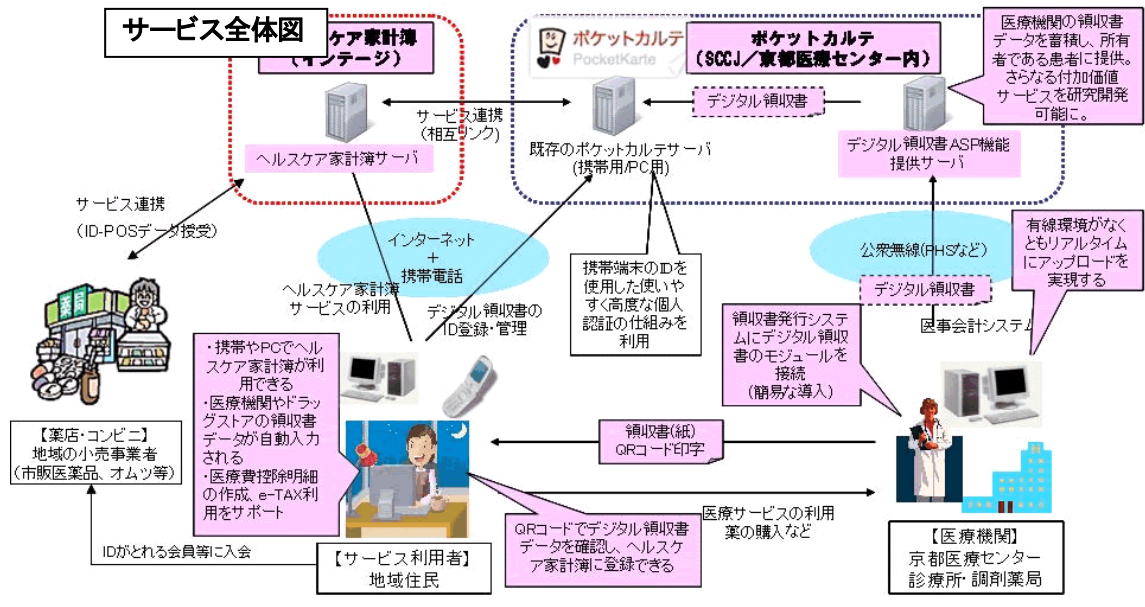 サービス全体図
ケア家計簿
(インテージ)
ポケットカルテ
PocketKarte
ポケットカルテ
(SCCJ/京都医療センター内)
医療機関の領収書
データを蓄積し、所有
者である患者に提供。
さらなる付加価値
サービスを研究開発
可能に。
サービス連携
(相互リンク)
デジタル領収書
ヘルスケア家計簿サーバ
既存のポケットカルテサーバ
(携帯用/PC用)
デジタル領収書ASP機能
提供サーバ
サービス連携
(ID-POSデータ授受)
インターネット
+
携帯電話
公衆無線(PHSなど)
デジタル領収書
有線環境がなく
ともリアルタイム
にアップロードを
実現する
携帯端末のIDを
使用した使いや
すく高度な個人
認証の仕組みを
利用
ヘルスケア家計簿
サービスの利用
デジタル領収書の
ID登録・管理
医事会計システム
領収書発行システ
ムにデジタル領収
書のモジュールを
接続
(簡易な導入)
薬局
・携帯やPCでヘル
スケア家計簿が利
用できる
・医療機関やドラッ
グストアの領収書
データが自動入力
される
・医療費控除明細
の作成、e-TAX利
用をサポート
【薬店・コンビニ】
地域の小売事業者
(市販医薬品、オムツ等)
領収書(紙)
QRコード印字
医療サービスの利用
薬の購入など
QRコードでデジタル領収書
データを確認し、ヘルスケ
ア家計簿に登録できる
IDがとれる会員等に入会
【サービス利用者】
地域住民
【医療機関】
京都医療センター
診療所・調剤薬局